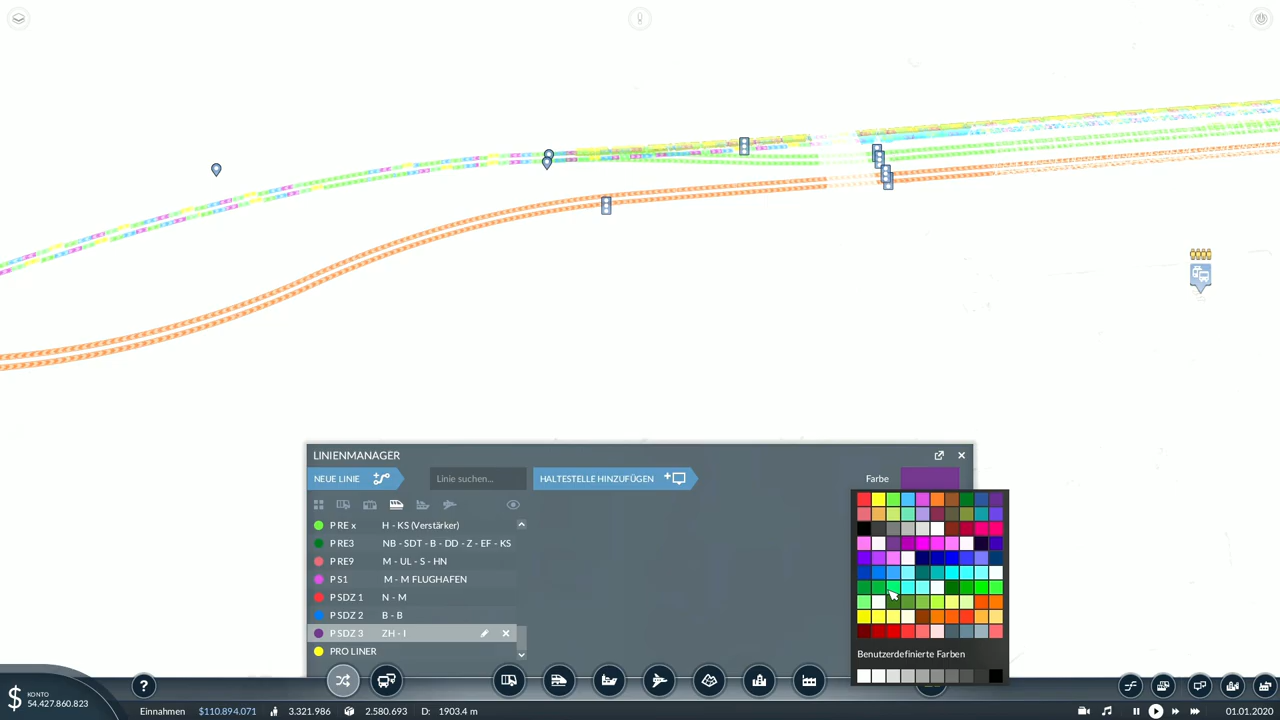 LINIENMANAGER
NEUE LINIE
Linie suchen...
HALTESTELLE HINZUFÜGEN
Farbe
P RE x H - KS (Verstärker)
P RE3 NB - SDT - B - DD - Z - EF - KS
P RE9 M - UL - S - HN
P S1 M - M FLUGHAFEN
P SDZ 1 N - M
P SDZ 2 B - B
P SDZ 3 ZH - I
PRO LINER
Benutzerdefinierte Farben
$ KONTO
54.427.860.823
?
Einnahmen $110.894.071 3.321.986 2.580.693 D: 1903.4 m 01.01.2020